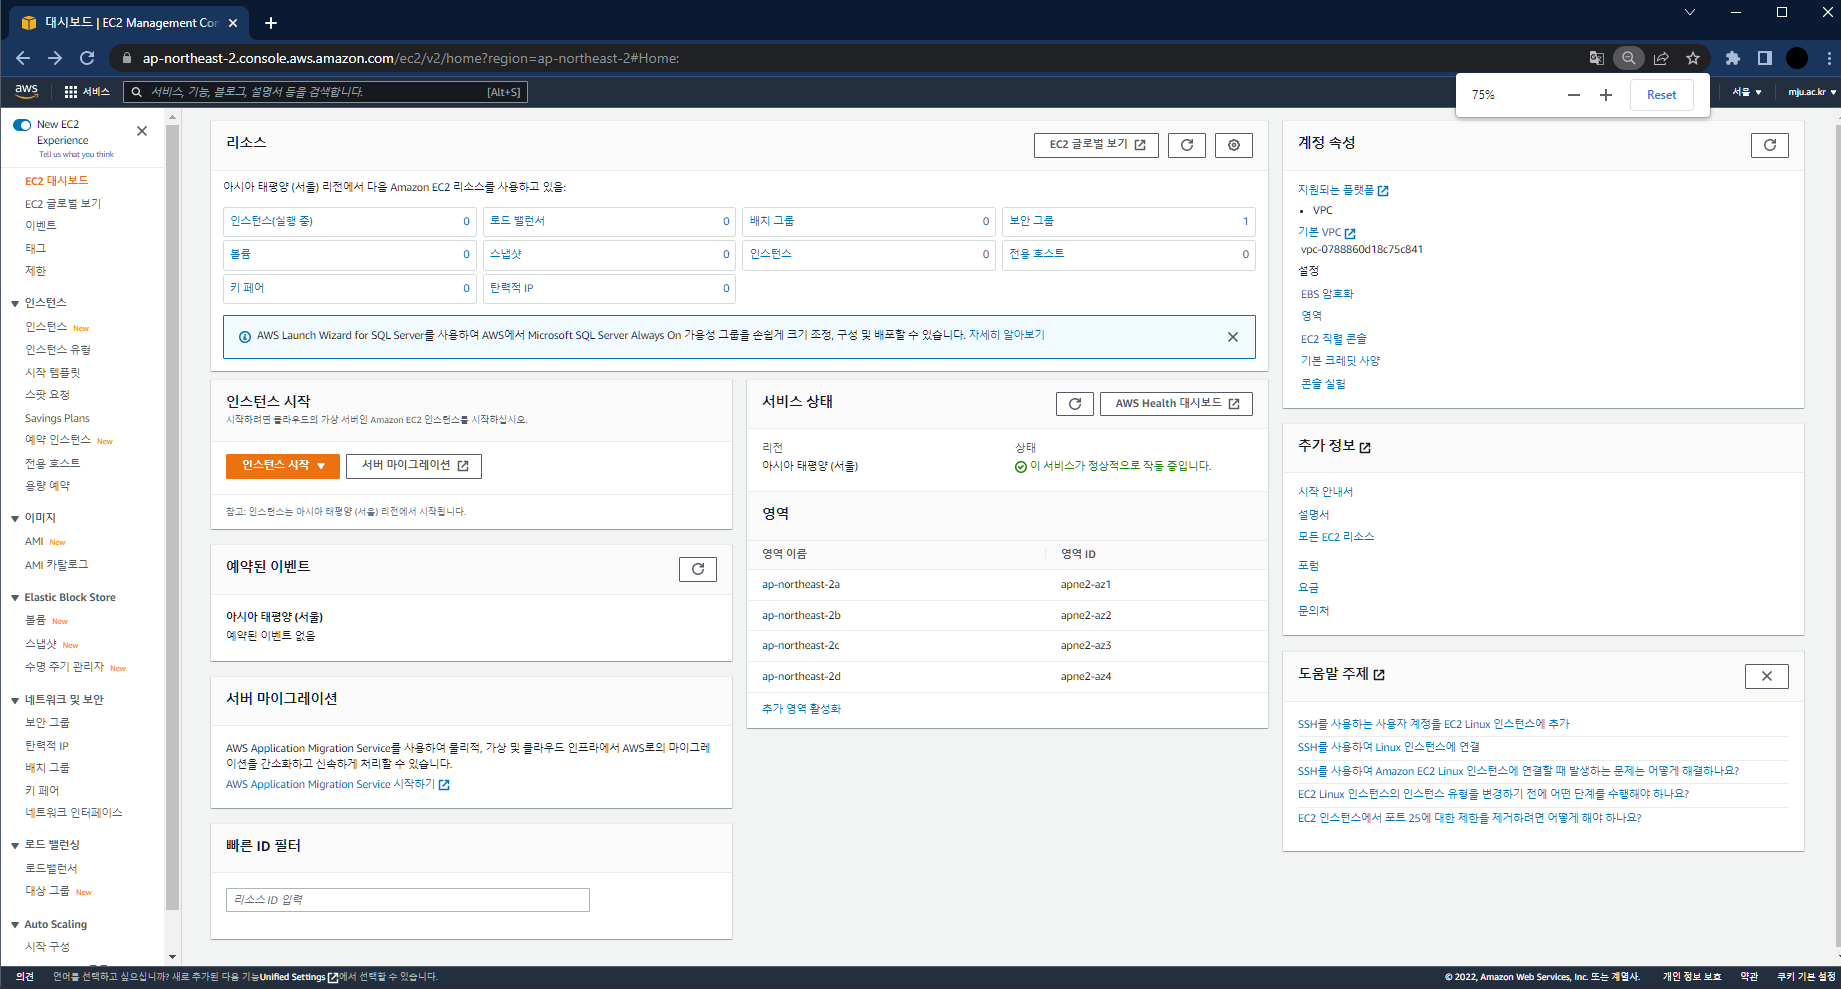 대시보드 | EC2 Management Con
ap-northeast-2.console.aws.amazon.com/ec2/v2/home?region=ap-northeast-2#Home:
aws
서비스
서비스, 기능, 블로그, 설명서 등을 검색합니다.
[Alt+S]
75%
Reset
서울
mju.ac.kr
New EC2
Experience
Tell us what you think
EC2 대시보드
EC2 글로벌 보기
이벤트
태그
제한
인스턴스
인스턴스 New
인스턴스 유형
시작 템플릿
스팟 요청
Savings Plans
예약 인스턴스 New
전용 호스트
용량 예약
이미지
AMI New
AMI 카탈로그
Elastic Block Store
볼륨 New
스냅샷 New
수명 주기 관리자 New
네트워크 및 보안
보안 그룹
탄력적 IP
배치 그룹
키 페어
네트워크 인터페이스
로드 밸런싱
로드밸런서
대상 그룹 New
Auto Scaling
시작 구성
리소스
EC2 글로벌 보기
아시아 태평양 (서울) 리전에서 다음 Amazon EC2 리소스를 사용하고 있음:
인스턴스(실행 중) 0
로드 밸런서 0
배치 그룹 0
보안 그룹 1
볼륨 0
스냅샷 0
인스턴스 0
전용 호스트 0
키 페어 0
탄력적 IP 0
AWS Launch Wizard for SQL Server를 사용하여 AWS에서 Microsoft SQL Server Always On 가용성 그룹을 손쉽게 크기 조정, 구성 및 배포할 수 있습니다. 자세히 알아보기
인스턴스 시작
시작하려면 클라우드의 가상 서버인 Amazon EC2 인스턴스를 시작하십시오.
인스턴스 시작
서버 마이그레이션
참고: 인스턴스는 아시아 태평양 (서울) 리전에서 시작됩니다.
예약된 이벤트
아시아 태평양 (서울)
예약된 이벤트 없음
서버 마이그레이션
AWS Application Migration Service를 사용하여 물리적, 가상 및 클라우드 인프라에서 AWS로의 마이그레
이션을 간소화하고 신속하게 처리할 수 있습니다.
AWS Application Migration Service 시작하기
빠른 ID 필터
리소스 ID 입력
서비스 상태
AWS Health 대시보드
리전
상태
아시아 태평양 (서울)
이 서비스가 정상적으로 작동 중입니다.
영역
영역 이름
영역 ID
ap-northeast-2a
apne2-az1
ap-northeast-2b
apne2-az2
ap-northeast-2c
apne2-az3
ap-northeast-2d
apne2-az4
추가 영역 활성화
계정 속성
지원되는 플랫폼
• VPC
기본 VPC
vpc-0788860d18c75c841
설정
EBS 암호화
영역
EC2 직렬 콘솔
기본 크레딧 사양
콘솔 실험
추가 정보
시작 안내서
설명서
모든 EC2 리소스
포럼
요금
문의처
도움말 주제
SSH를 사용하는 사용자 계정을 EC2 Linux 인스턴스에 추가
SSH를 사용하여 Linux 인스턴스에 연결
SSH를 사용하여 Amazon EC2 Linux 인스턴스에 연결할 때 발생하는 문제는 어떻게 해결하나요?
EC2 Linux 인스턴스의 인스턴스 유형을 변경하기 전에 어떤 단계를 수행해야 하나요?
EC2 인스턴스에서 포트 25에 대한 제한을 제거하려면 어떻게 해야 하나요?
의견
언어를 선택하고 싶으십니까? 새로 추가된 다음 기능Unified Settings에서 선택할 수 있습니다.
© 2022, Amazon Web Services, Inc. 또는 계열사.
개인 정보 보호
약관
쿠키 기본 설정